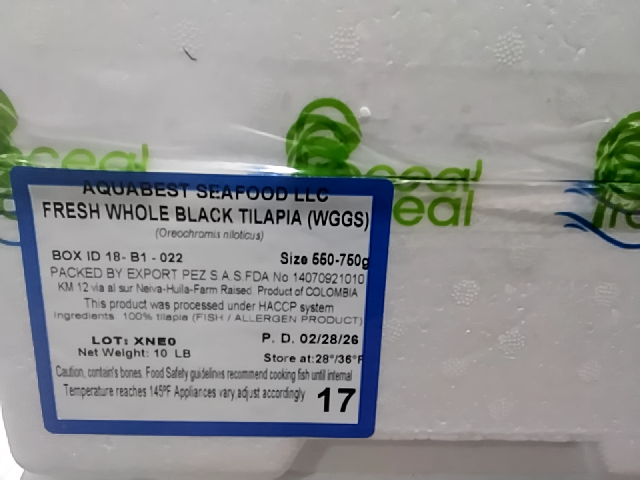 AQUABEST SEAFOOD LLC
FRESH WHOLE BLACK TILAPIA (WGGS)
(Oreochromis niloticus)
BOX ID 18- B1 - 022 Size 550-750g
PACKED BY EXPORT PEZ S.A.S.FDA No 14070921010
KM 12 via al sur Neiva-Huila-Farm Raised. Product of COLOMBIA
This product was processed under HACCP system
Ingredients 100% tilapia (FISH / ALLERGEN PRODUCT)
LOT: XNE0 P. D. 02/28/26
Net Weight: 10 LB Store at:28°/36°F
Caution, contain's bones. Food Safety guidelinvis recommend cooking fish until internal
Temperature reaches 145ºF Appliances vary,adjust accordingly 17